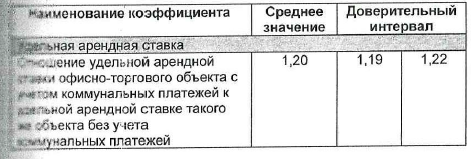 Наименование коэффициента Среднее значение Доверительный интервал
Удельная арендная ставка
Отношение удельной арендной 1,20 1,19 1,22
ставки офисно-торгового объекта с
учетом коммунальных платежей к
удельной арендной ставке такого
же объекта без учета
коммунальных платежей